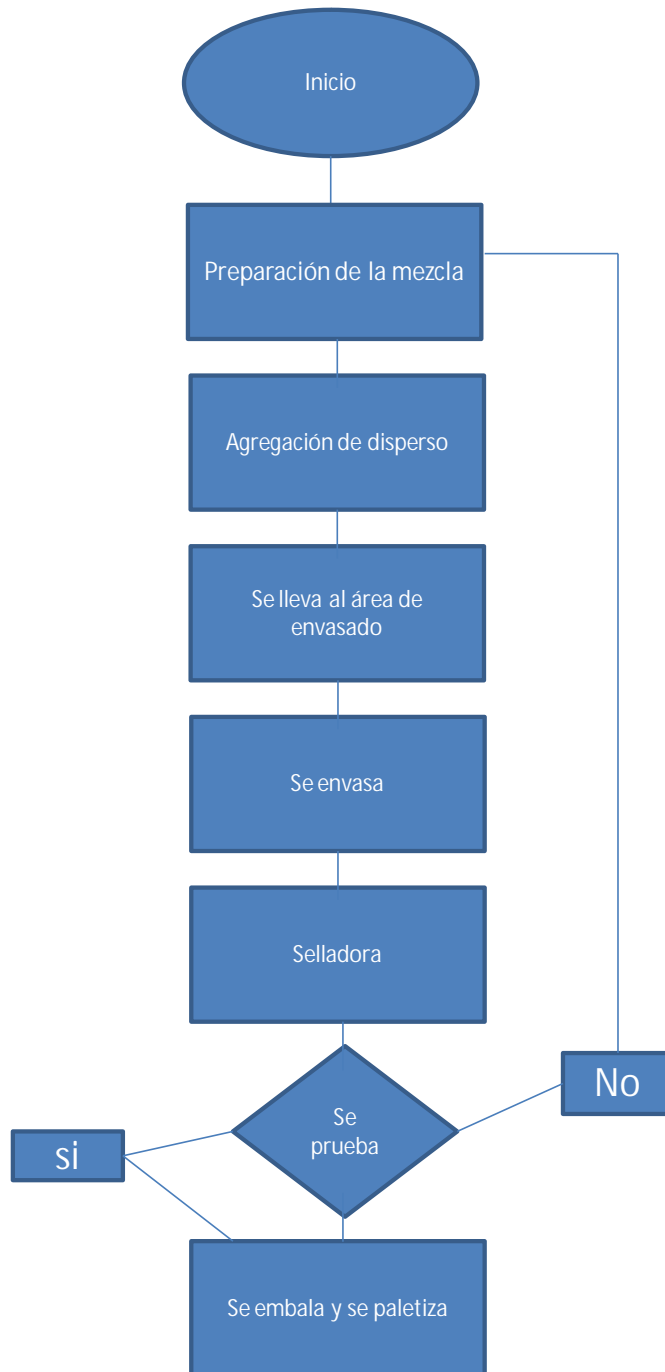 Inicio
Preparación de la mezcla
Agregación de disperso
Se lleva al área de
envasado
Se envasa
Selladora
Se
prueba
No
si
Se embala y se paletiza